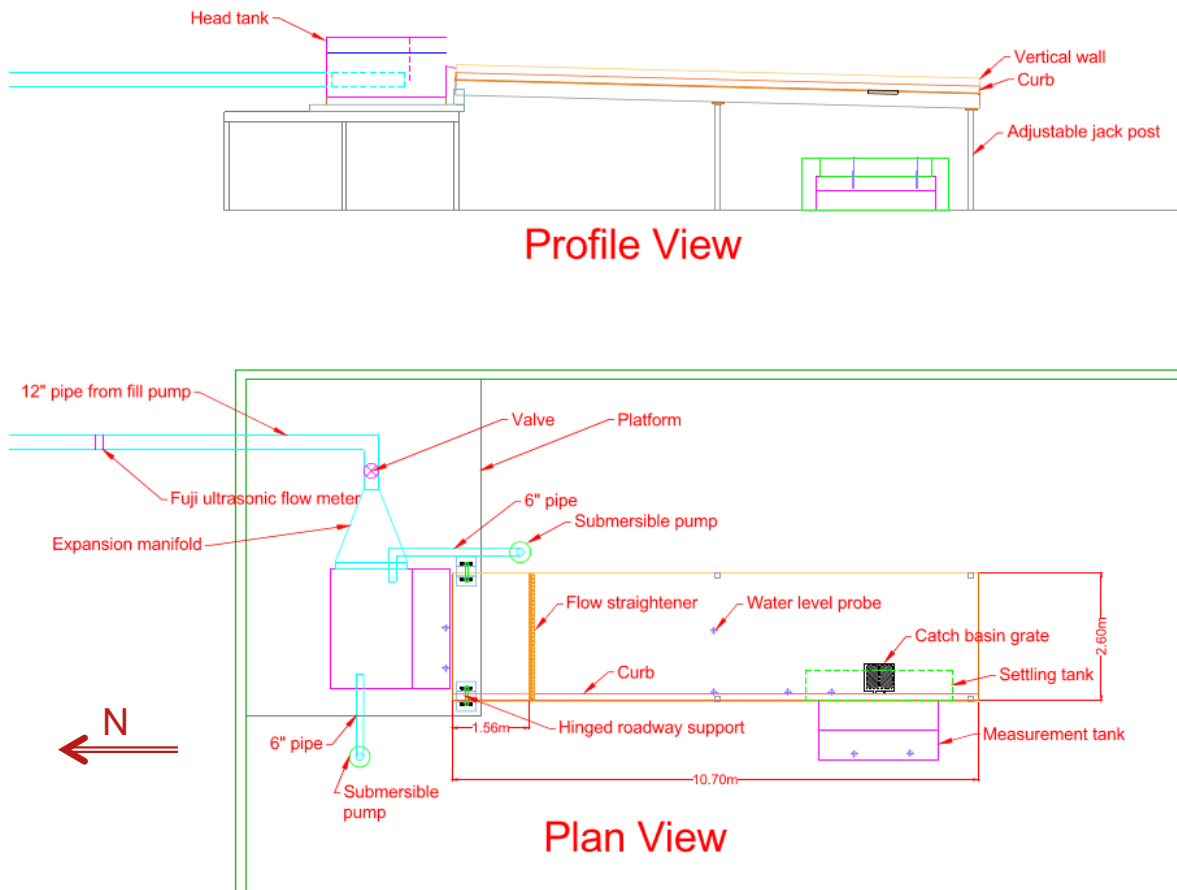 Head tank
Vertical wall
Curb
Adjustable jack post
Profile View
12" pipe from fill pump
Valve
Platform
Fuji ultrasonic flow meter
6" pipe
Submersible pump
Expansion manifold
Flow straightener
Water level probe
Catch basin grate
2.60m
Curb
Settling tank
N
1.56m
Hinged roadway support
6" pipe
Measurement tank
10.70m
Submersible
pump
Plan View